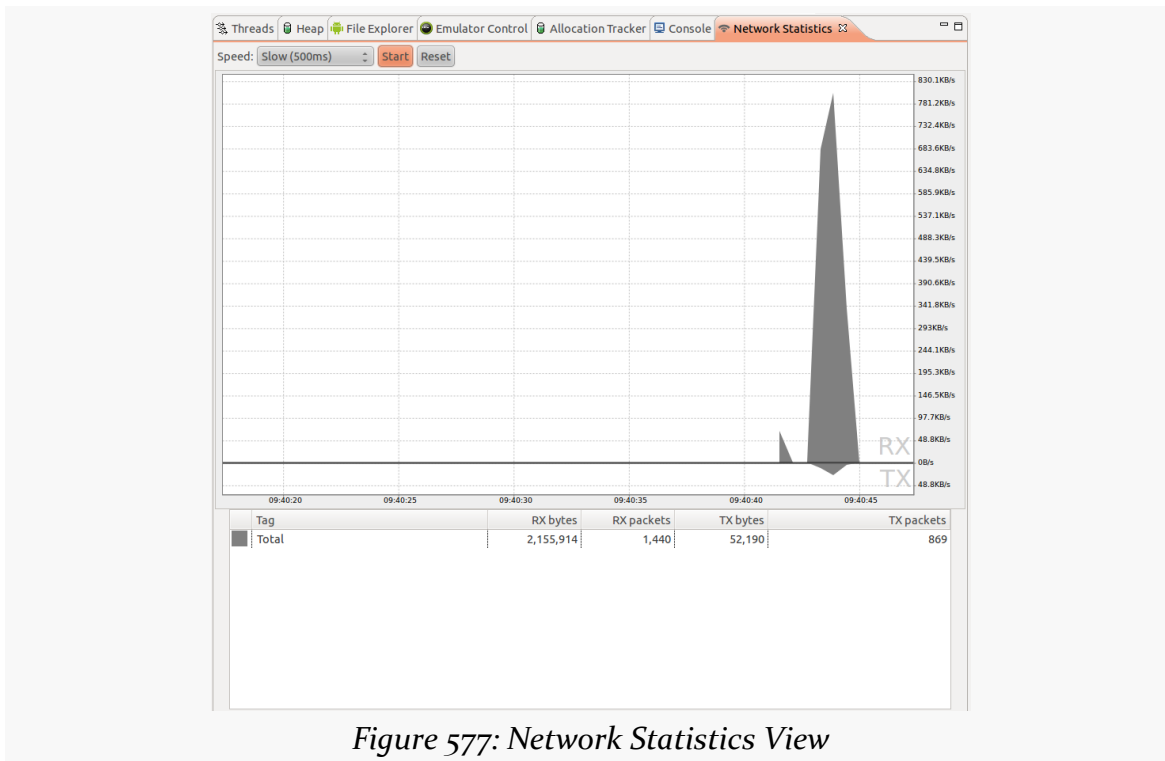 Threads Heap File Explorer Emulator Control Allocation Tracker Console Network Statistics
Speed: Slow (500ms) Start Reset
830.1KB/s
781.2KB/s
732.4KB/s
683.6KB/s
634.8KB/s
585.9KB/s
537.1KB/s
488.3KB/s
439.5KB/s
390.6KB/s
341.8KB/s
293KB/s
244.1KB/s
195.3KB/s
146.5KB/s
97.7KB/s
48.8KB/s
RX
0B/s
TX
48.8KB/s
09:40:20 09:40:25 09:40:30 09:40:35 09:40:40 09:40:45
Tag RX bytes RX packets TX bytes TX packets
Total 2,155,914 1,440 52,190 869
Figure 577: Network Statistics View